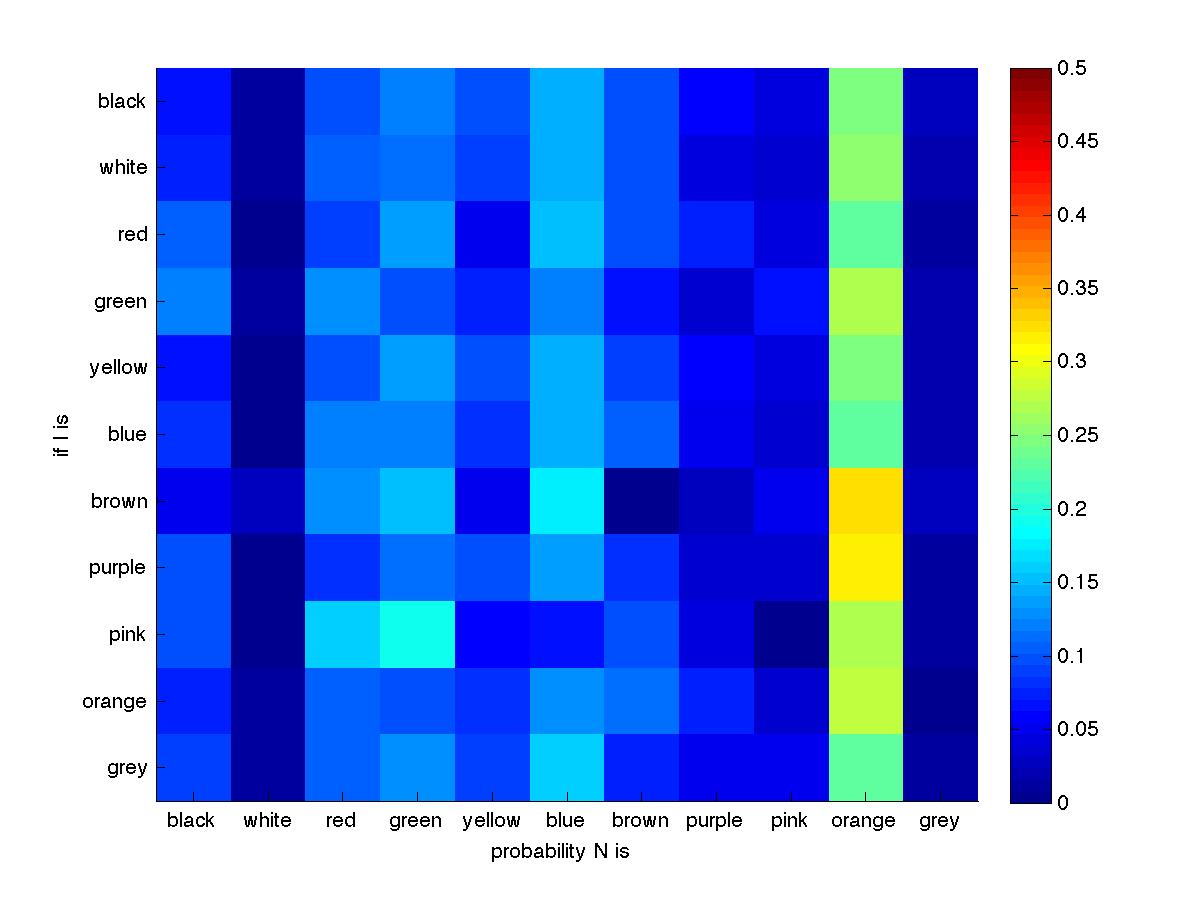 black
white
red
green
yellow
blue
brown
purple
pink
orange
grey
if I is
black white red green yellow blue brown purple pink orange grey
probability N is
0.5
0.45
0.4
0.35
0.3
0.25
0.2
0.15
0.1
0.05
0